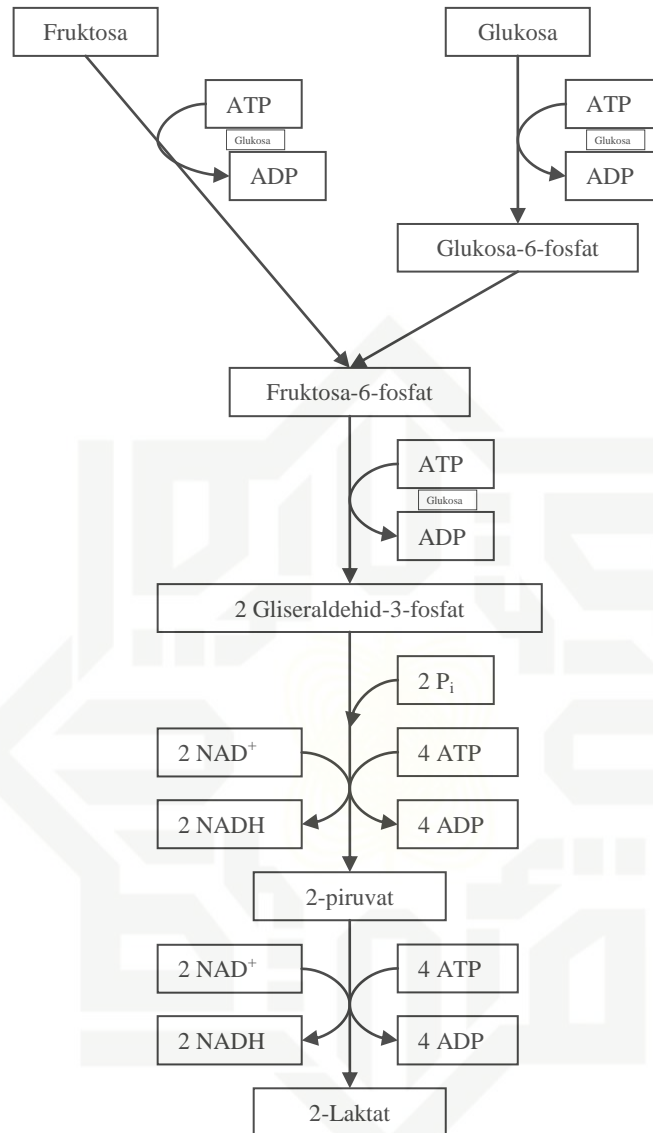 Fruktosa
Glukosa
ATP
Glukosa
ADP
ATP
Glukosa
ADP
Glukosa-6-fosfat
Fruktosa-6-fosfat
ATP
Glukosa
ADP
2 Gliseraldehid-3-fosfat
2 Pᵢ
2 NAD⁺
4 ATP
2 NADH
4 ADP
2-piruvat
2 NAD⁺
4 ATP
2 NADH
4 ADP
2-Laktat